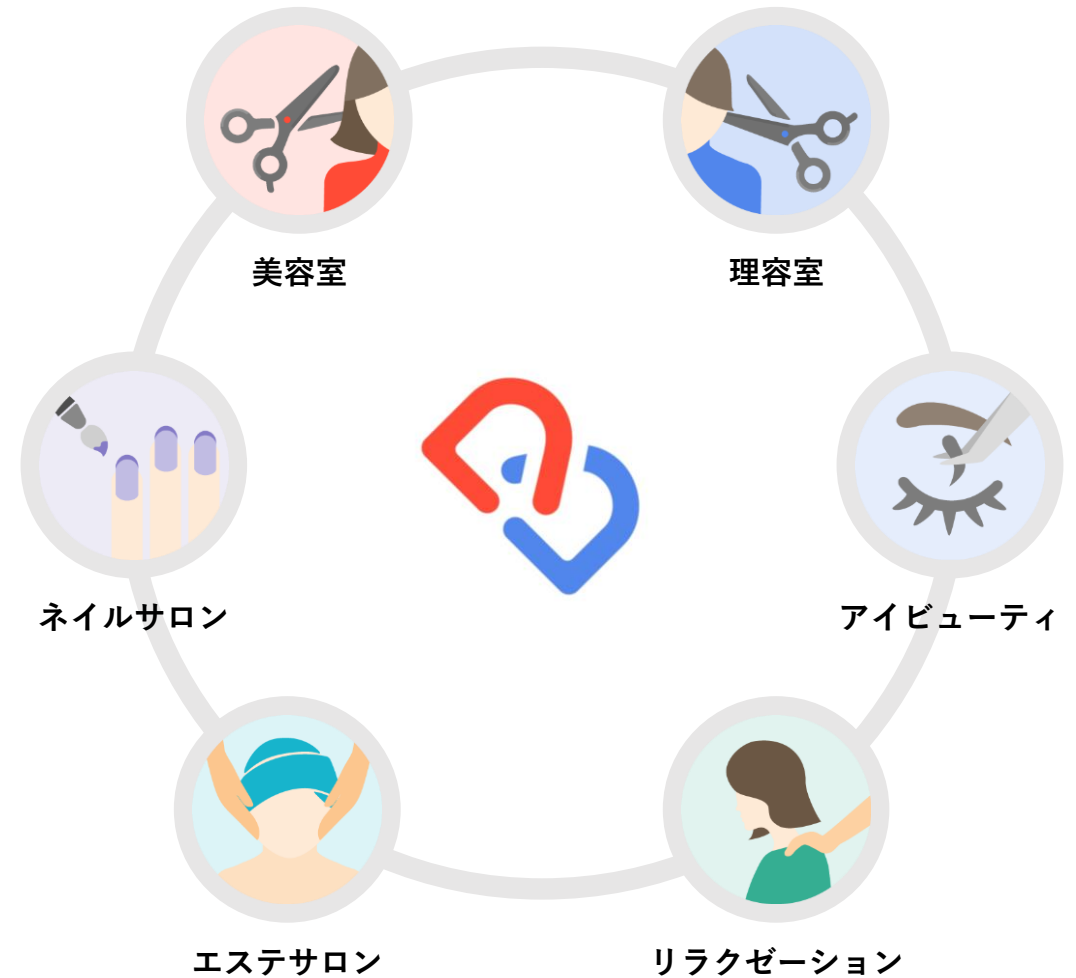 美容室
理容室
ネイルサロン
アイビューティ
エステサロン
リラクゼーション